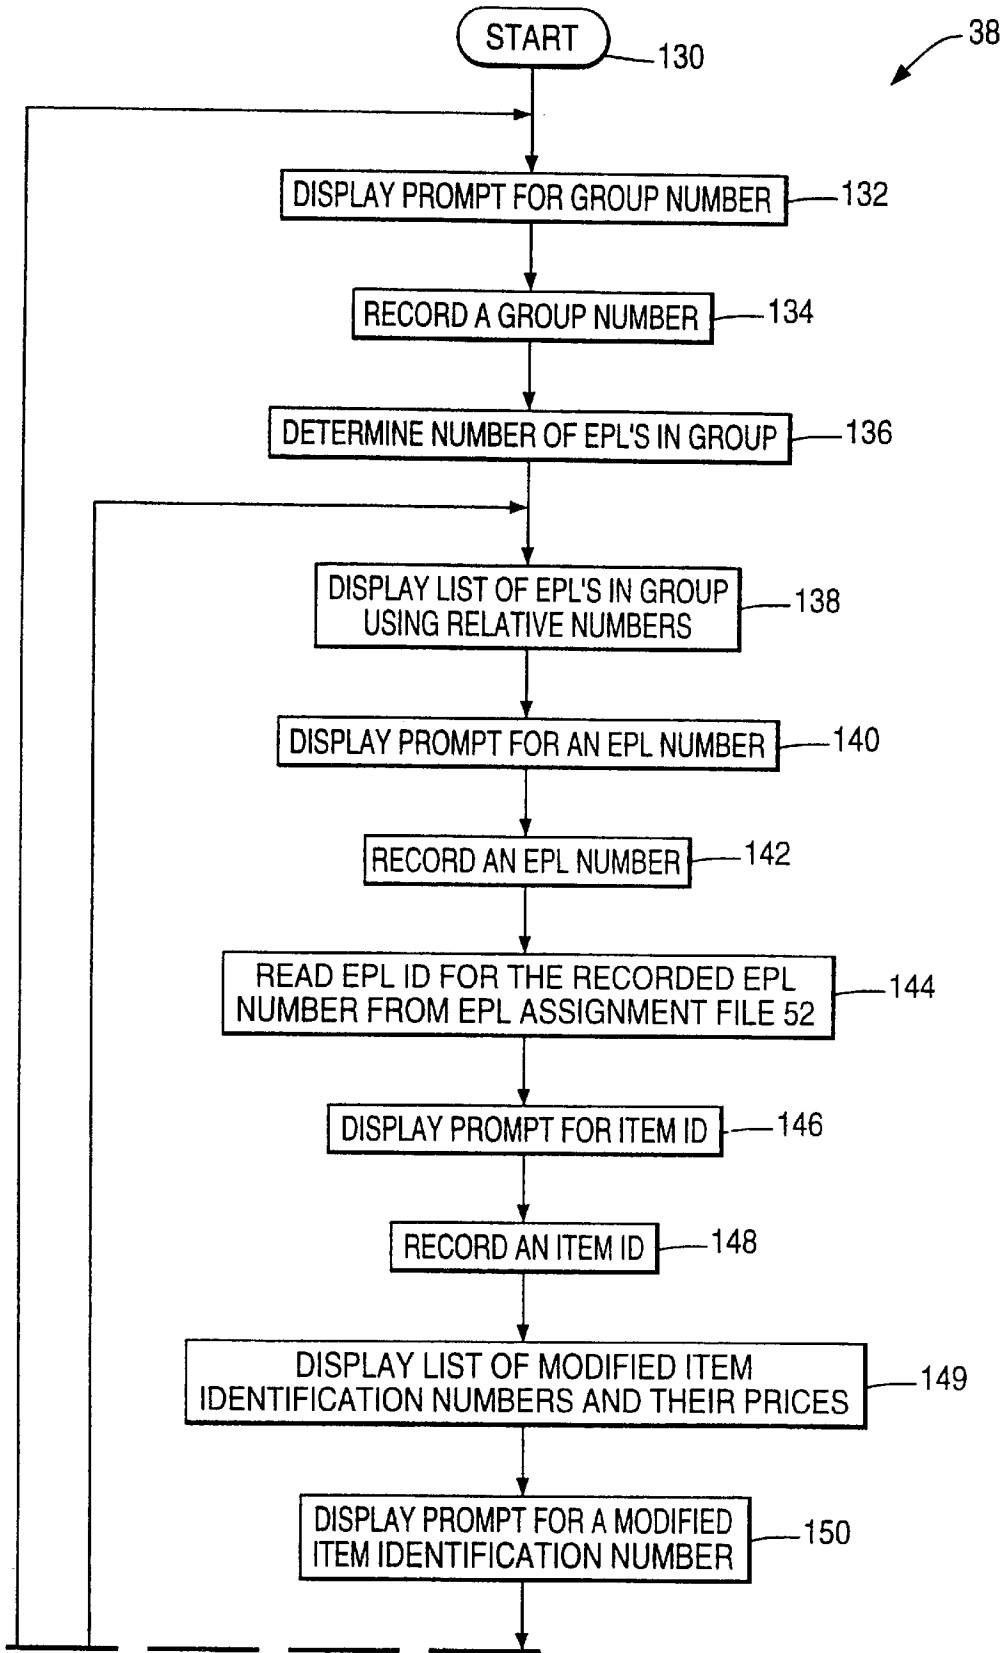 START
130
38
DISPLAY PROMPT FOR GROUP NUMBER
132
RECORD A GROUP NUMBER
134
DETERMINE NUMBER OF EPL'S IN GROUP
136
DISPLAY LIST OF EPL'S IN GROUP
USING RELATIVE NUMBERS
138
DISPLAY PROMPT FOR AN EPL NUMBER
140
RECORD AN EPL NUMBER
142
READ EPL ID FOR THE RECORDED EPL
NUMBER FROM EPL ASSIGNMENT FILE 52
144
DISPLAY PROMPT FOR ITEM ID
146
RECORD AN ITEM ID
148
DISPLAY LIST OF MODIFIED ITEM
IDENTIFICATION NUMBERS AND THEIR PRICES
149
DISPLAY PROMPT FOR A MODIFIED
ITEM IDENTIFICATION NUMBER
150